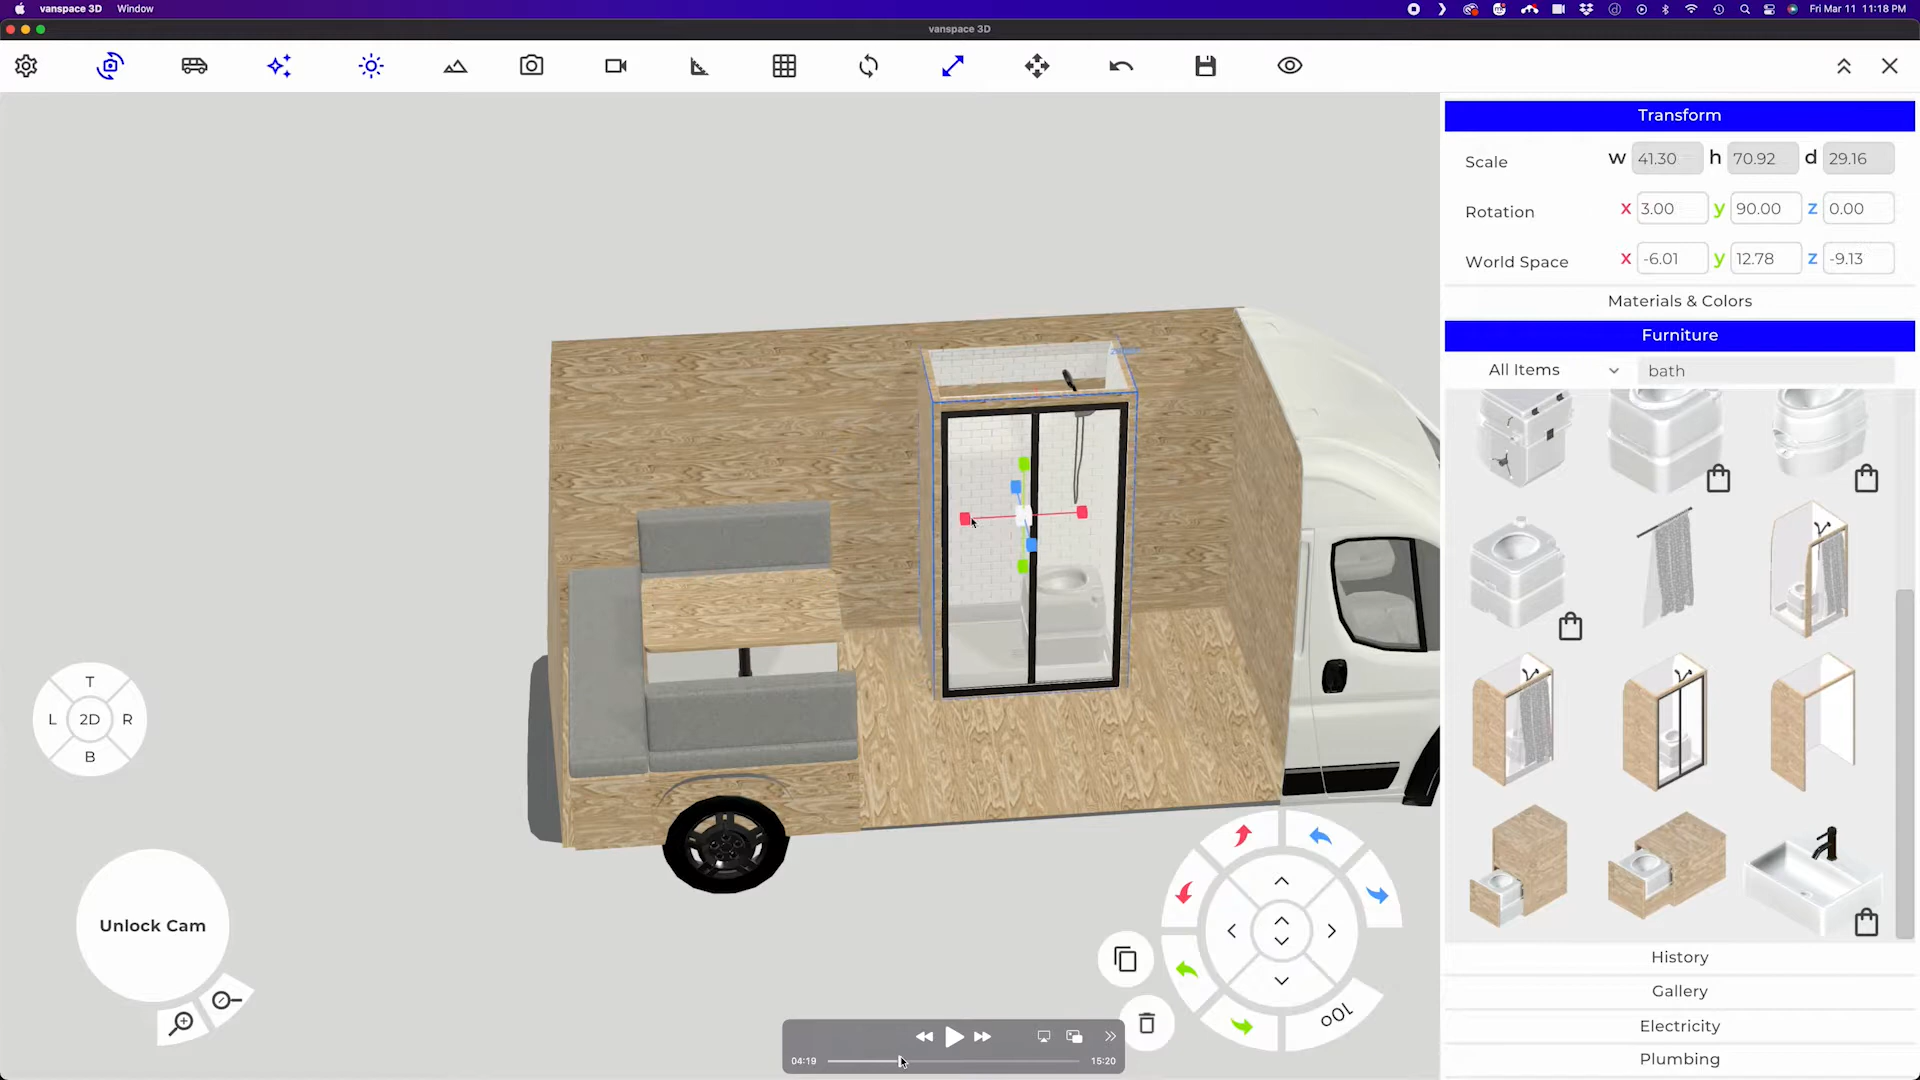 vanspace 3D Window Fri Mar 11 11:18 PM
vanspace 3D
Transform
Scale w 41.30 h 70.92 d 29.16
Rotation x 3.00 y 90.00 z 0.00
World Space x -6.01 y 12.78 z -9.13
Materials & Colors
Furniture
All Items bath
T
L 2D R
B
Unlock Cam
100
History
Gallery
Electricity
Plumbing
04:19 15:20